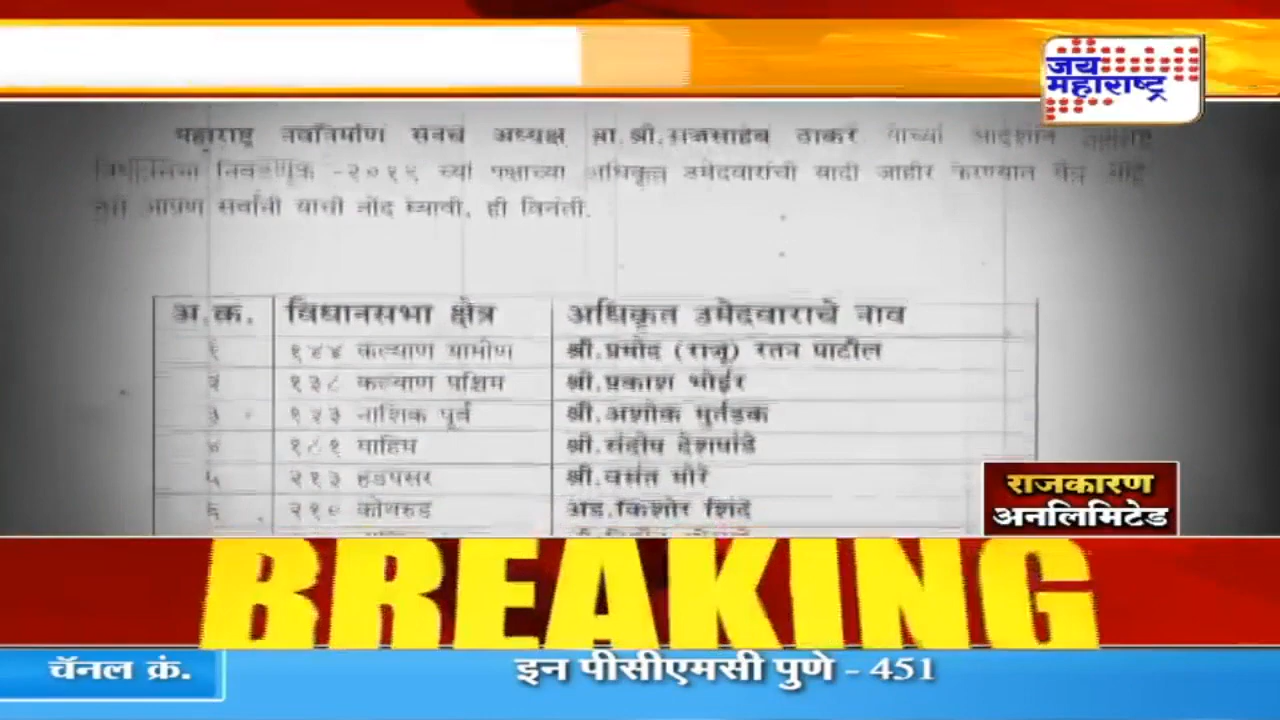 जय
महाराष्ट्र
महाराष्ट्र नवनिर्माण सेनेचे अध्यक्ष मा.श्री.राजसाहेब ठाकरे यांच्या
निवडणूक -२०१९ च्या पक्षाच्या अधिकृत उमेदवारांची यादी जाहीर करण्यात येत आहे
तरी आपण सर्वांनी याची नोंद घ्यावी, ही विनंती.
अ.क्र. विधानसभा क्षेत्र अधिकृत उमेदवाराचे नाव
१ १४४ कल्याण ग्रामीण श्री.प्रमोद (राजू) रतन पाटील
२ १३८ कल्याण पश्चिम श्री.प्रकाश भोईर
३ १२३ नाशिक पूर्व श्री.अशोक मुर्तडक
४ १८१ माहिम श्री.संदीप देशपांडे
५ २१३ हडपसर श्री.वसंत मोरे
६ २१० कोथरुड अॅड.किशोर शिंदे
राजकारण
अनलिमिटेड
BREAKING
चॅनल क्रं. इन पीसीएमसी पुणे - 451